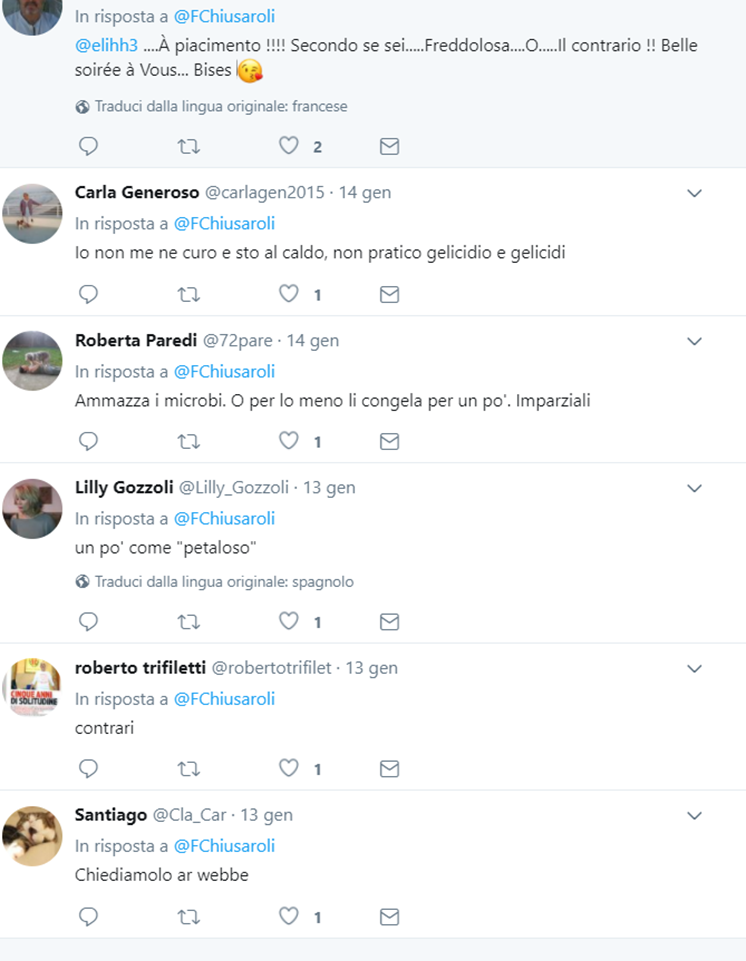 In risposta a @FChiusaroli
@elihh3 ....À piacimento !!!! Secondo se sei.....Freddolosa....O.....Il contrario !! Belle
soirée à Vous... Bises 😘
Traduci dalla lingua originale: francese
2
Carla Generoso @carlagen2015 · 14 gen
In risposta a @FChiusaroli
Io non me ne curo e sto al caldo, non pratico gelicidio e gelicidi
1
Roberta Paredi @72pare · 14 gen
In risposta a @FChiusaroli
Ammazza i microbi. O per lo meno li congela per un po'. Imparziali
1
Lilly Gozzoli @Lilly_Gozzoli · 13 gen
In risposta a @FChiusaroli
un po' come "petaloso"
Traduci dalla lingua originale: spagnolo
1
roberto trifiletti @robertotrifilet · 13 gen
CINQUE ANNI
DI SOLITUDINE
In risposta a @FChiusaroli
contrari
1
Santiago @Cla_Car · 13 gen
In risposta a @FChiusaroli
Chiediamolo ar webbe
1